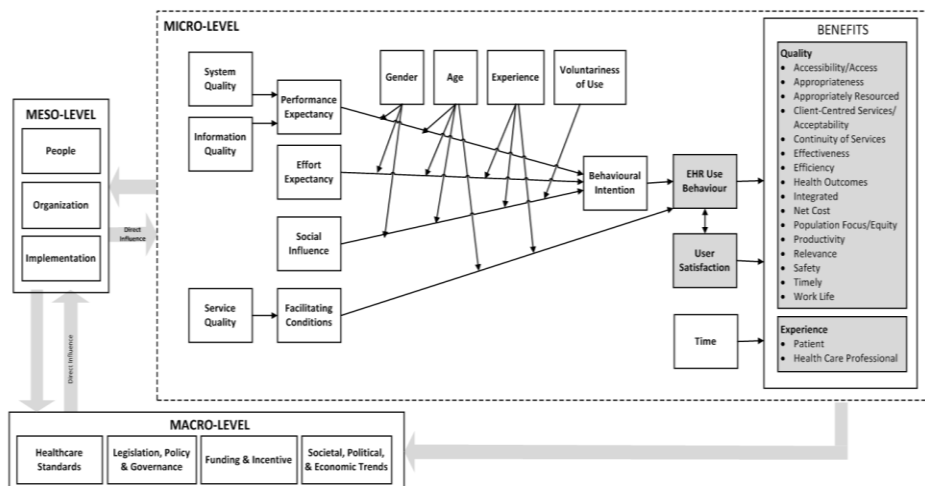 MICRO-LEVEL
System
Quality
Information
Quality
Performance
Expectancy
Effort
Expectancy
Social
Influence
Service
Quality
Facilitating
Conditions
Gender
Age
Experience
Voluntariness
of Use
Behavioural
Intention
EHR Use
Behaviour
User
Satisfaction
Time
BENEFITS
Quality
• Accessibility/Access
• Appropriateness
• Appropriately Resourced
• Client-Centred Services/
Acceptability
• Continuity of Services
• Effectiveness
• Efficiency
• Health Outcomes
• Integrated
• Net Cost
• Population Focus/Equity
• Productivity
• Relevance
• Safety
• Timely
• Work Life
Experience
• Patient
• Health Care Professional
MESO-LEVEL
People
Organization
Implementation
Direct
Influence
Direct Influence
MACRO-LEVEL
Healthcare
Standards
Legislation, Policy
& Governance
Funding & Incentive
Societal, Political,
& Economic Trends